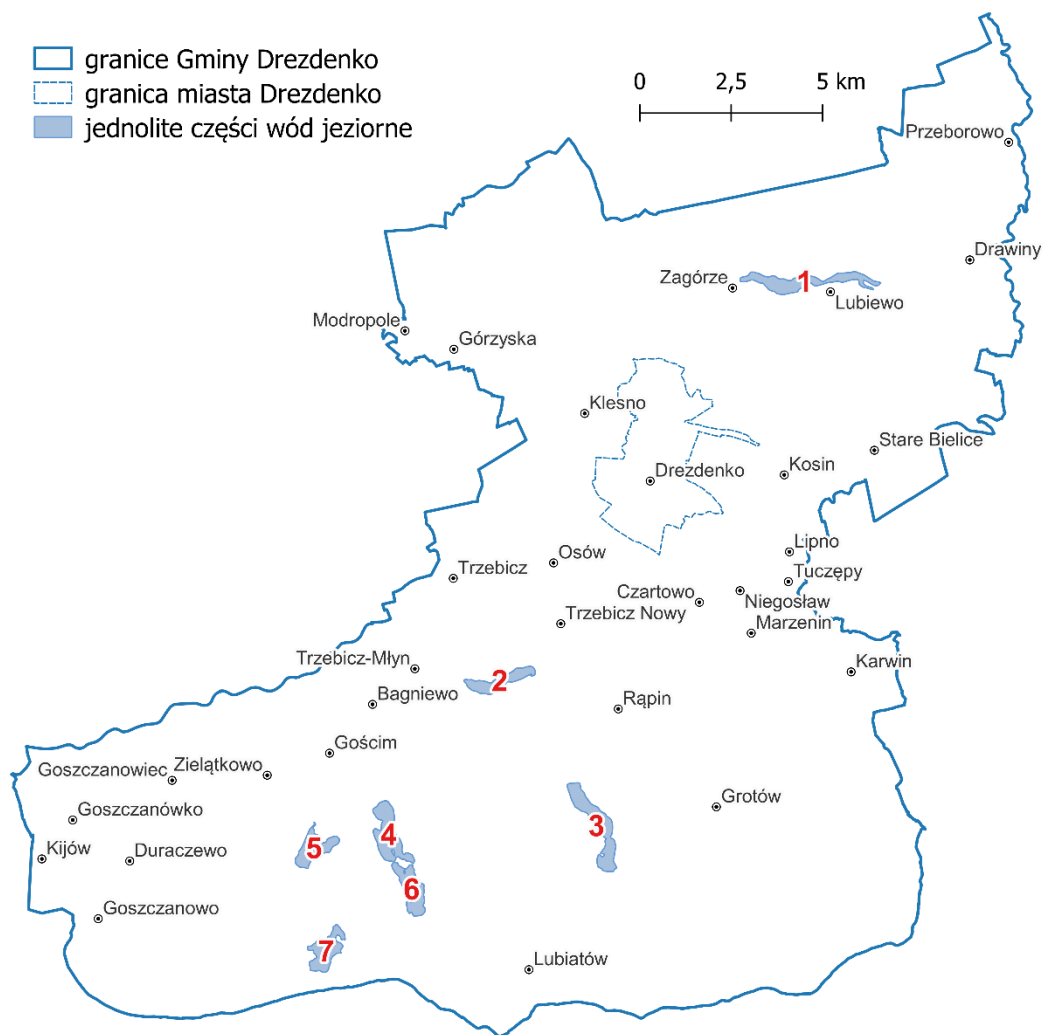 granice Gminy Drezdenko
granica miasta Drezdenko
jednolite części wód jeziorne
0 2,5 5 km
Przeborowo
Drawiny
Zagórze
1
Lubiewo
Modropole
Górzyska
Klesno
Stare Bielice
Drezdenko
Kosin
Lipno
Osów
Trzebicz
Tuczępy
Czartowo
Niegosław
Trzebicz Nowy
Marzenin
Trzebicz-Młyn
Karwin
2
Bagniewo
Rąpin
Gościm
Goszczanowiec
Zielątkowo
Grotów
Goszczanówko
3
4
5
Kijów
Duraczewo
6
Goszczanowo
7
Lubiatów